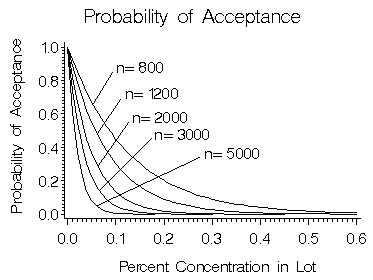 Probability of Acceptance
Probability of Acceptance
1.0
0.8
0.6
0.4
0.2
0.0
n= 800
n= 1200
n= 2000
n= 3000
n= 5000
0.0 0.1 0.2 0.3 0.4 0.5 0.6
Percent Concentration in Lot